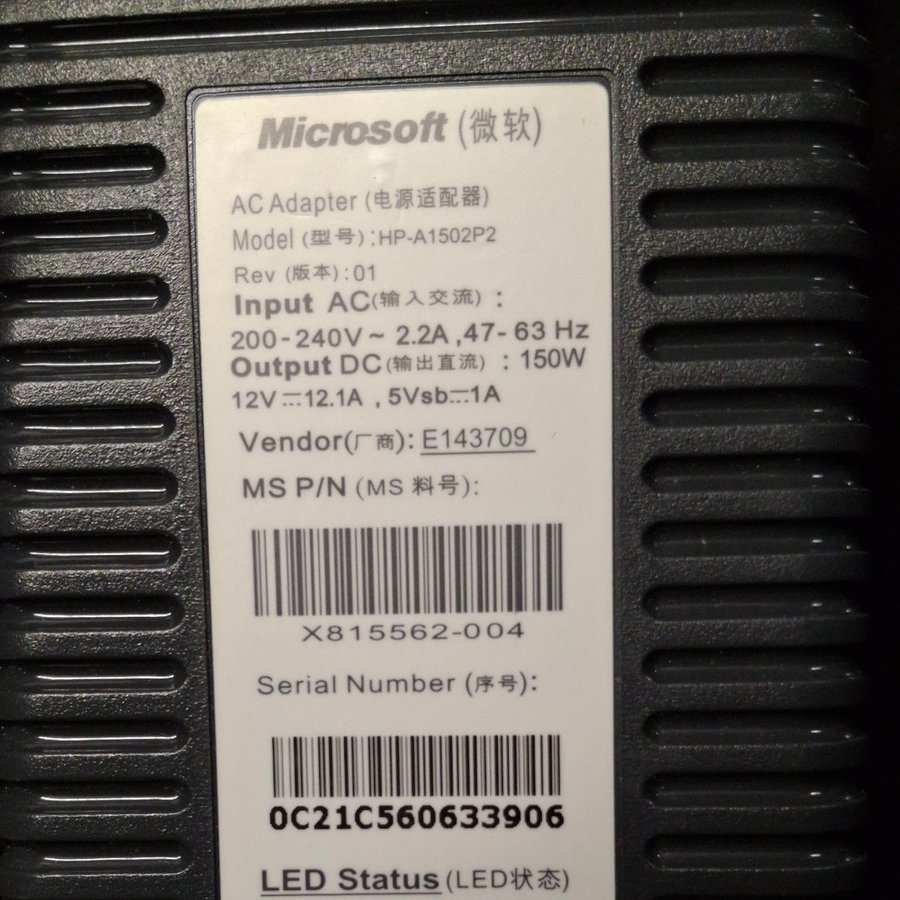 Microsoft (微软)
AC Adapter (电源适配器)
Model (型号) :HP-A1502P2
Rev (版本) :01
Input AC(输入交流) :
200-240V ~ 2.2A ,47- 63 Hz
Output DC(输出直流) : 150W
12V⎓12.1A , 5Vsb⎓1A
Vendor(厂商): E143709
MS P/N (MS 料号):
X815562-004
Serial Number (序号):
0C21C560633906
LED Status (LED状态)